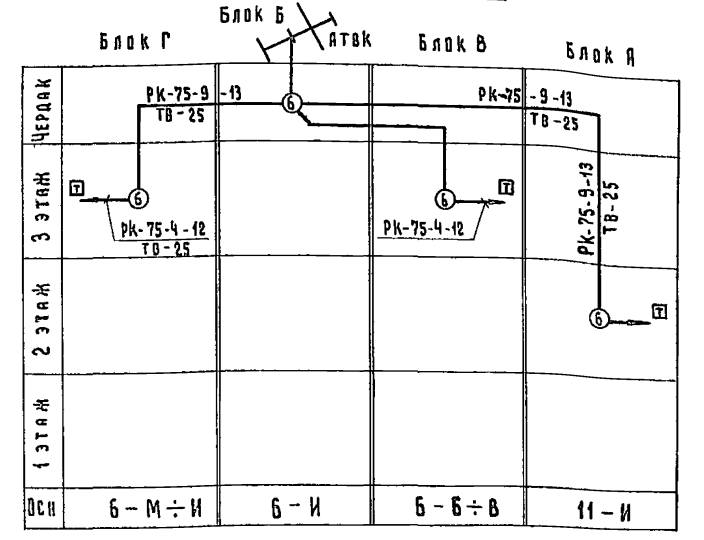 Блок Г
Блок Б
АТВК
Блок В
Блок А
Чердак
РК-75-9-13
ТВ-25
6
РК-75-9-13
ТВ-25
3 этаж
Т
6
РК-75-4-12
ТВ-25
6
Т
РК-75-4-12
РК-75-9-13
ТВ-25
2 этаж
6
Т
1 этаж
Оси
6-М÷И
6-И
Б-Б÷В
11-И